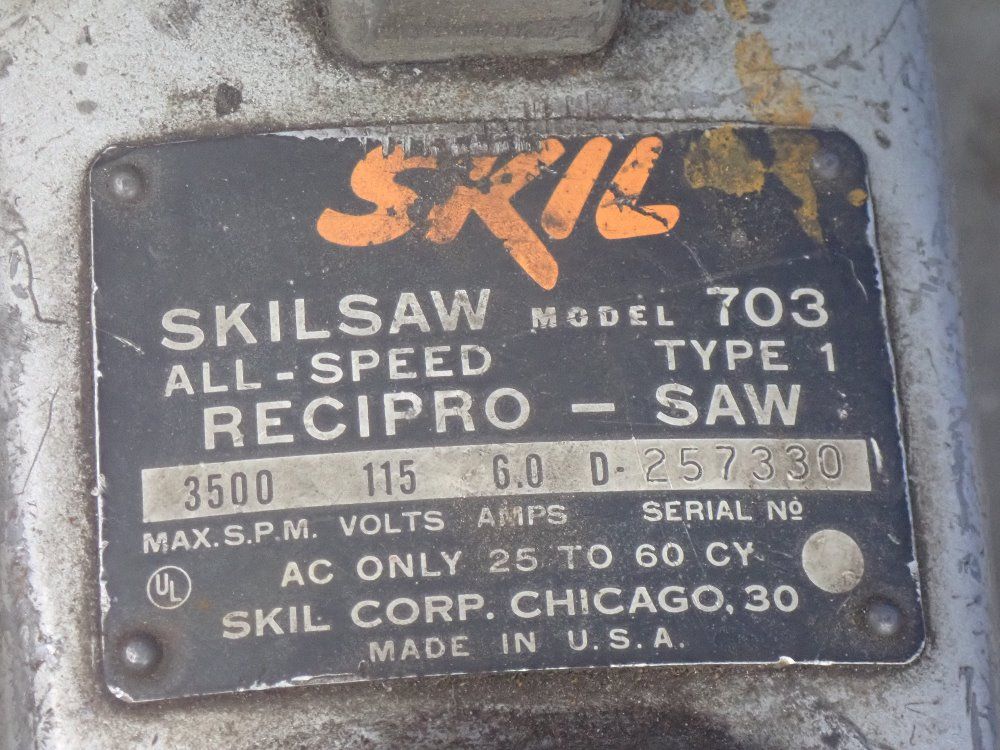 SKIL
SKILSAW MODEL 703
ALL-SPEED TYPE 1
RECIPRO - SAW
3500 115 6.0 D-257330
MAX. S.P.M. VOLTS AMPS SERIAL Nº
UL AC ONLY 25 TO 60 CY.
SKIL CORP. CHICAGO, 30
MADE IN U.S.A.